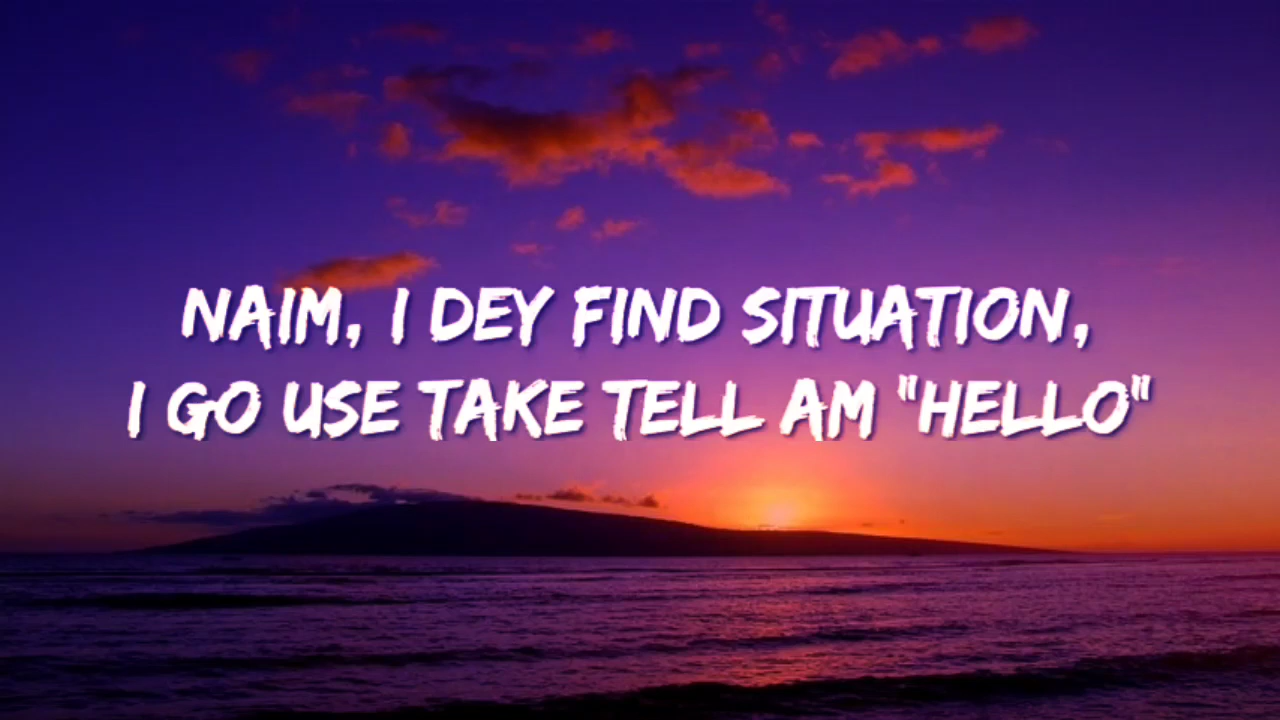 NAIM, I DEY FIND SITUATION,
I GO USE TAKE TELL AM "HELLO"